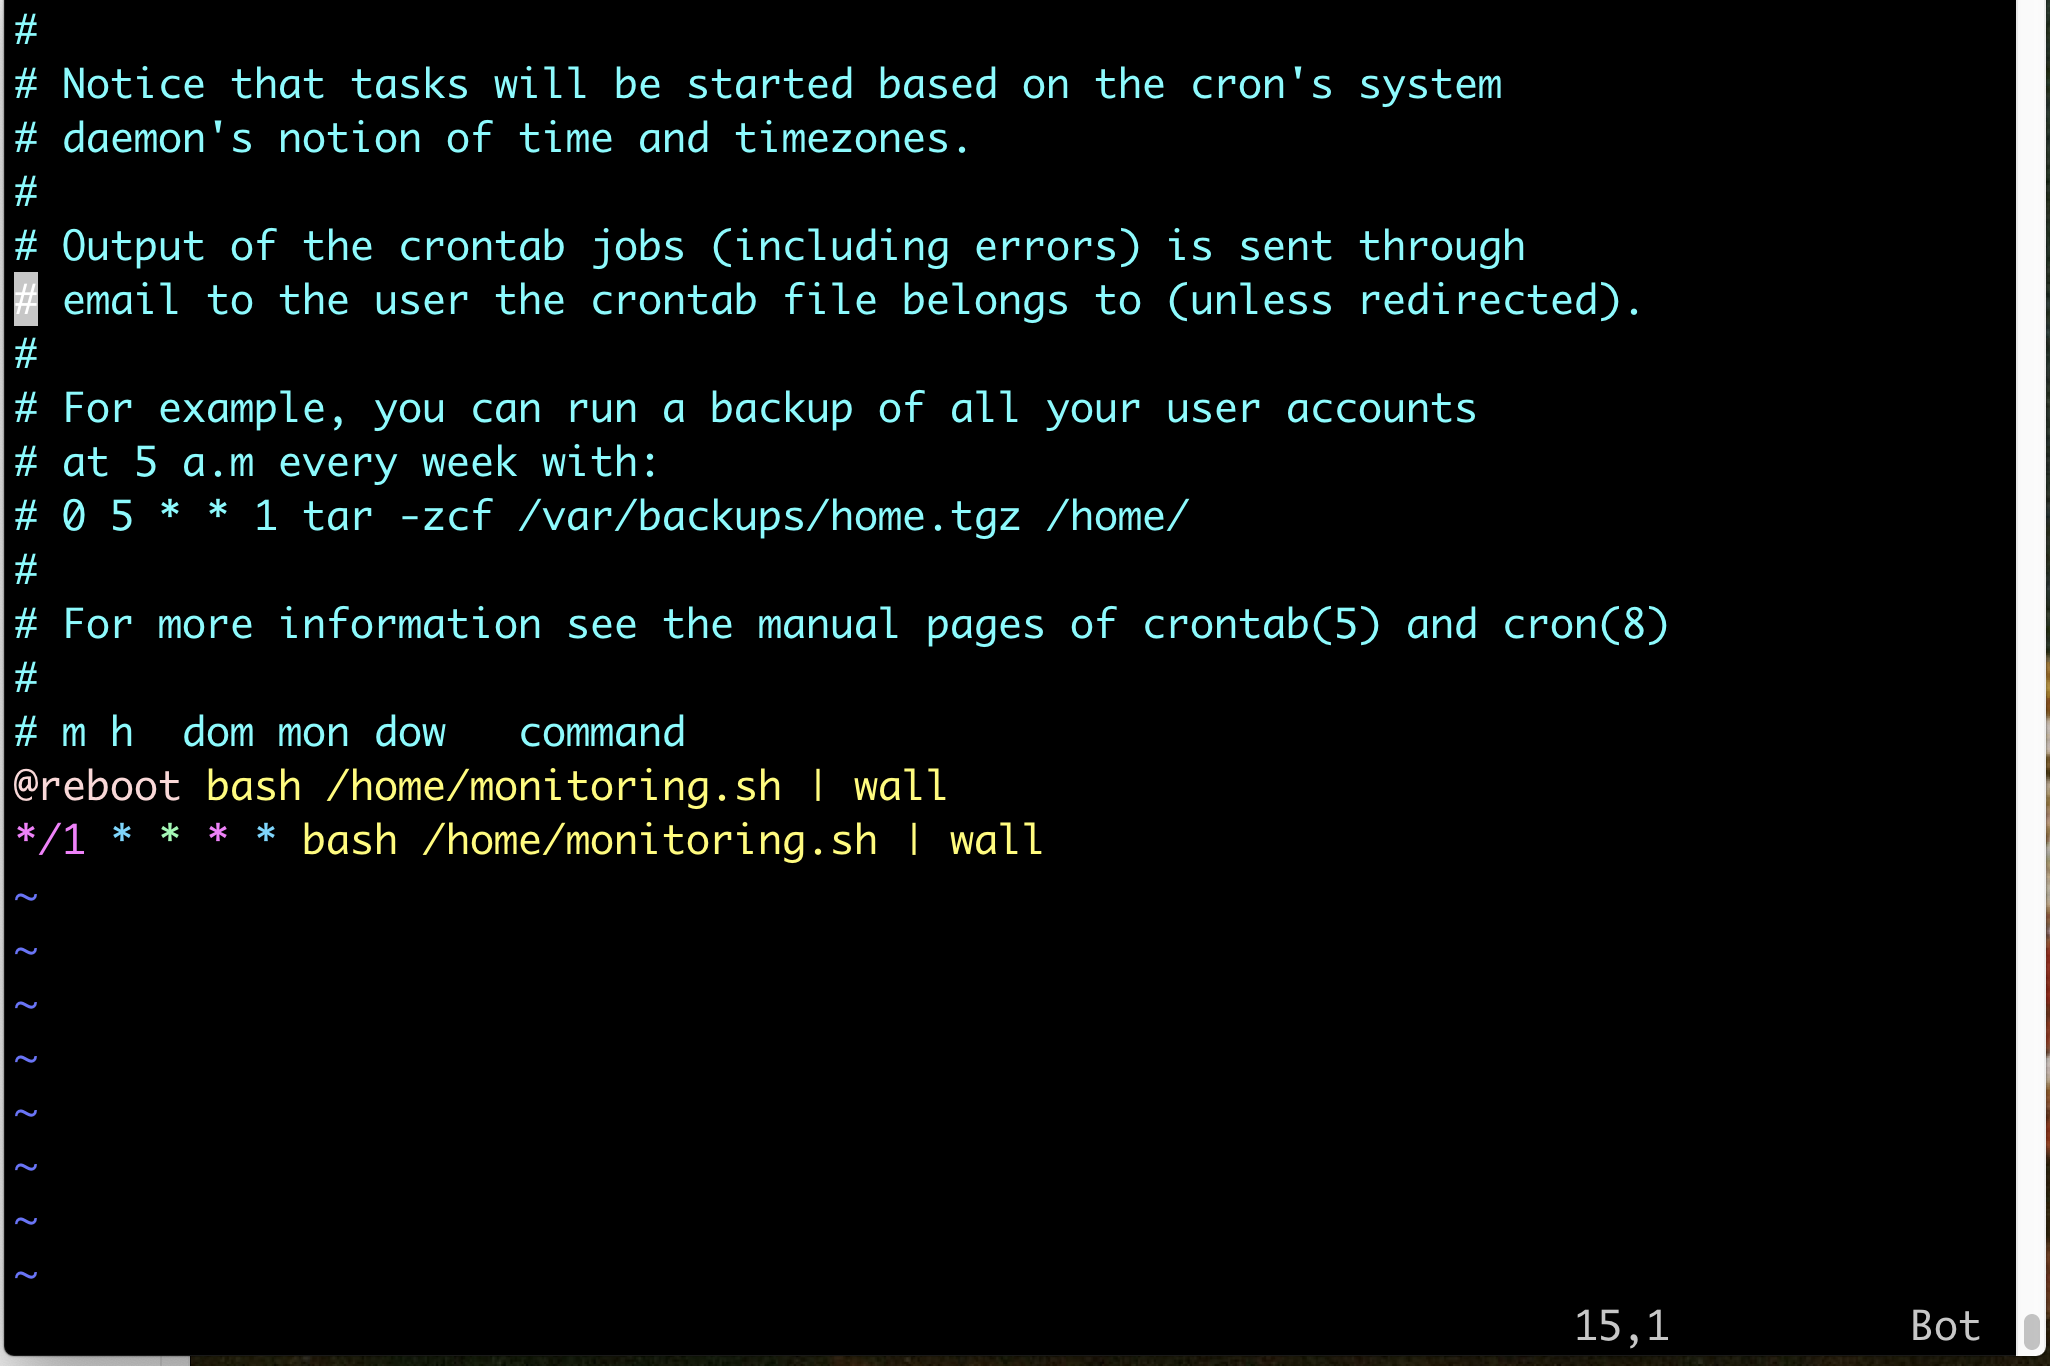 #
# Notice that tasks will be started based on the cron's system
# daemon's notion of time and timezones.
#
# Output of the crontab jobs (including errors) is sent through
# email to the user the crontab file belongs to (unless redirected).
#
# For example, you can run a backup of all your user accounts
# at 5 a.m every week with:
# 0 5 * * 1 tar -zcf /var/backups/home.tgz /home/
#
# For more information see the manual pages of crontab(5) and cron(8)
#
# m h  dom mon dow   command
@reboot bash /home/monitoring.sh | wall
*/1 * * * * bash /home/monitoring.sh | wall
~
~
~
~
~
~
~
~
15,1 Bot